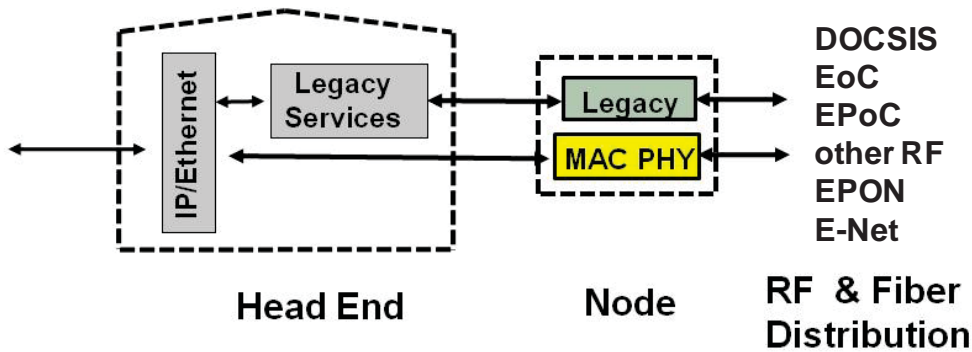 IP/Ethernet
Legacy
Services
Legacy
MAC PHY
DOCSIS
EoC
EPoC
other RF
EPON
E-Net
Head End
Node
RF & Fiber
Distribution